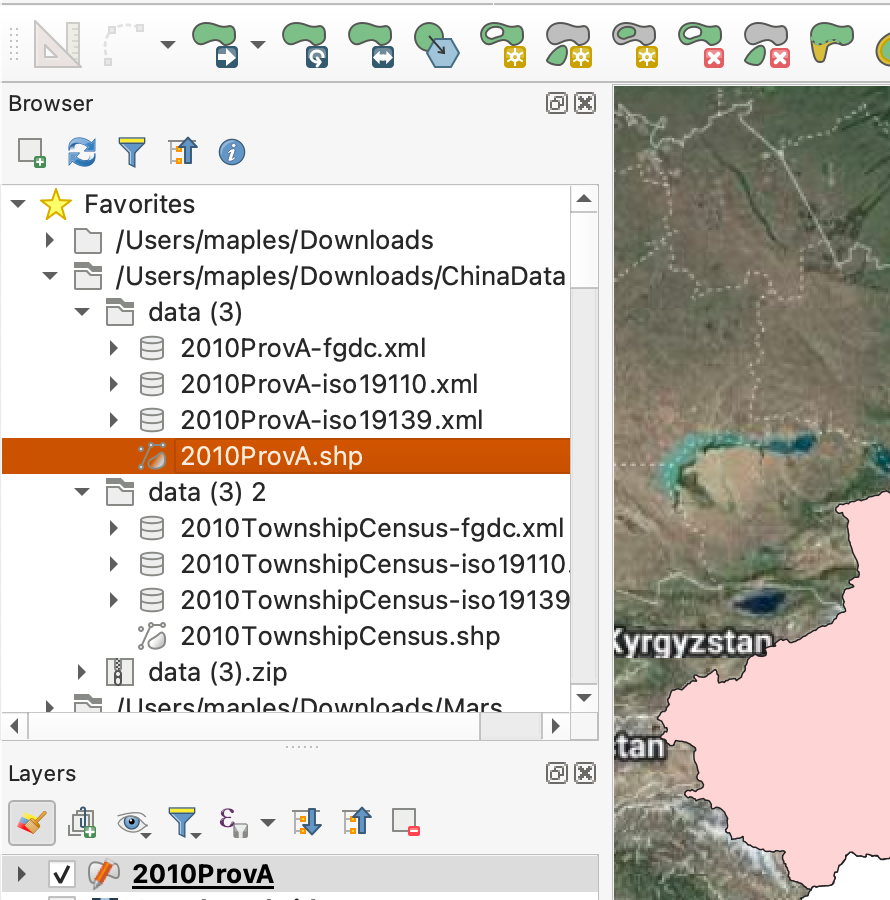 Browser
Favorites
/Users/maples/Downloads
/Users/maples/Downloads/ChinaData
data (3)
2010ProvA-fgdc.xml
2010ProvA-iso19110.xml
2010ProvA-iso19139.xml
2010ProvA.shp
data (3) 2
2010TownshipCensus-fgdc.xml
2010TownshipCensus-iso19110.
2010TownshipCensus-iso19139
2010TownshipCensus.shp
Kyrgyzstan
data (3).zip
/Users/maples/Downloads/Mars
stan
Layers
2010ProvA